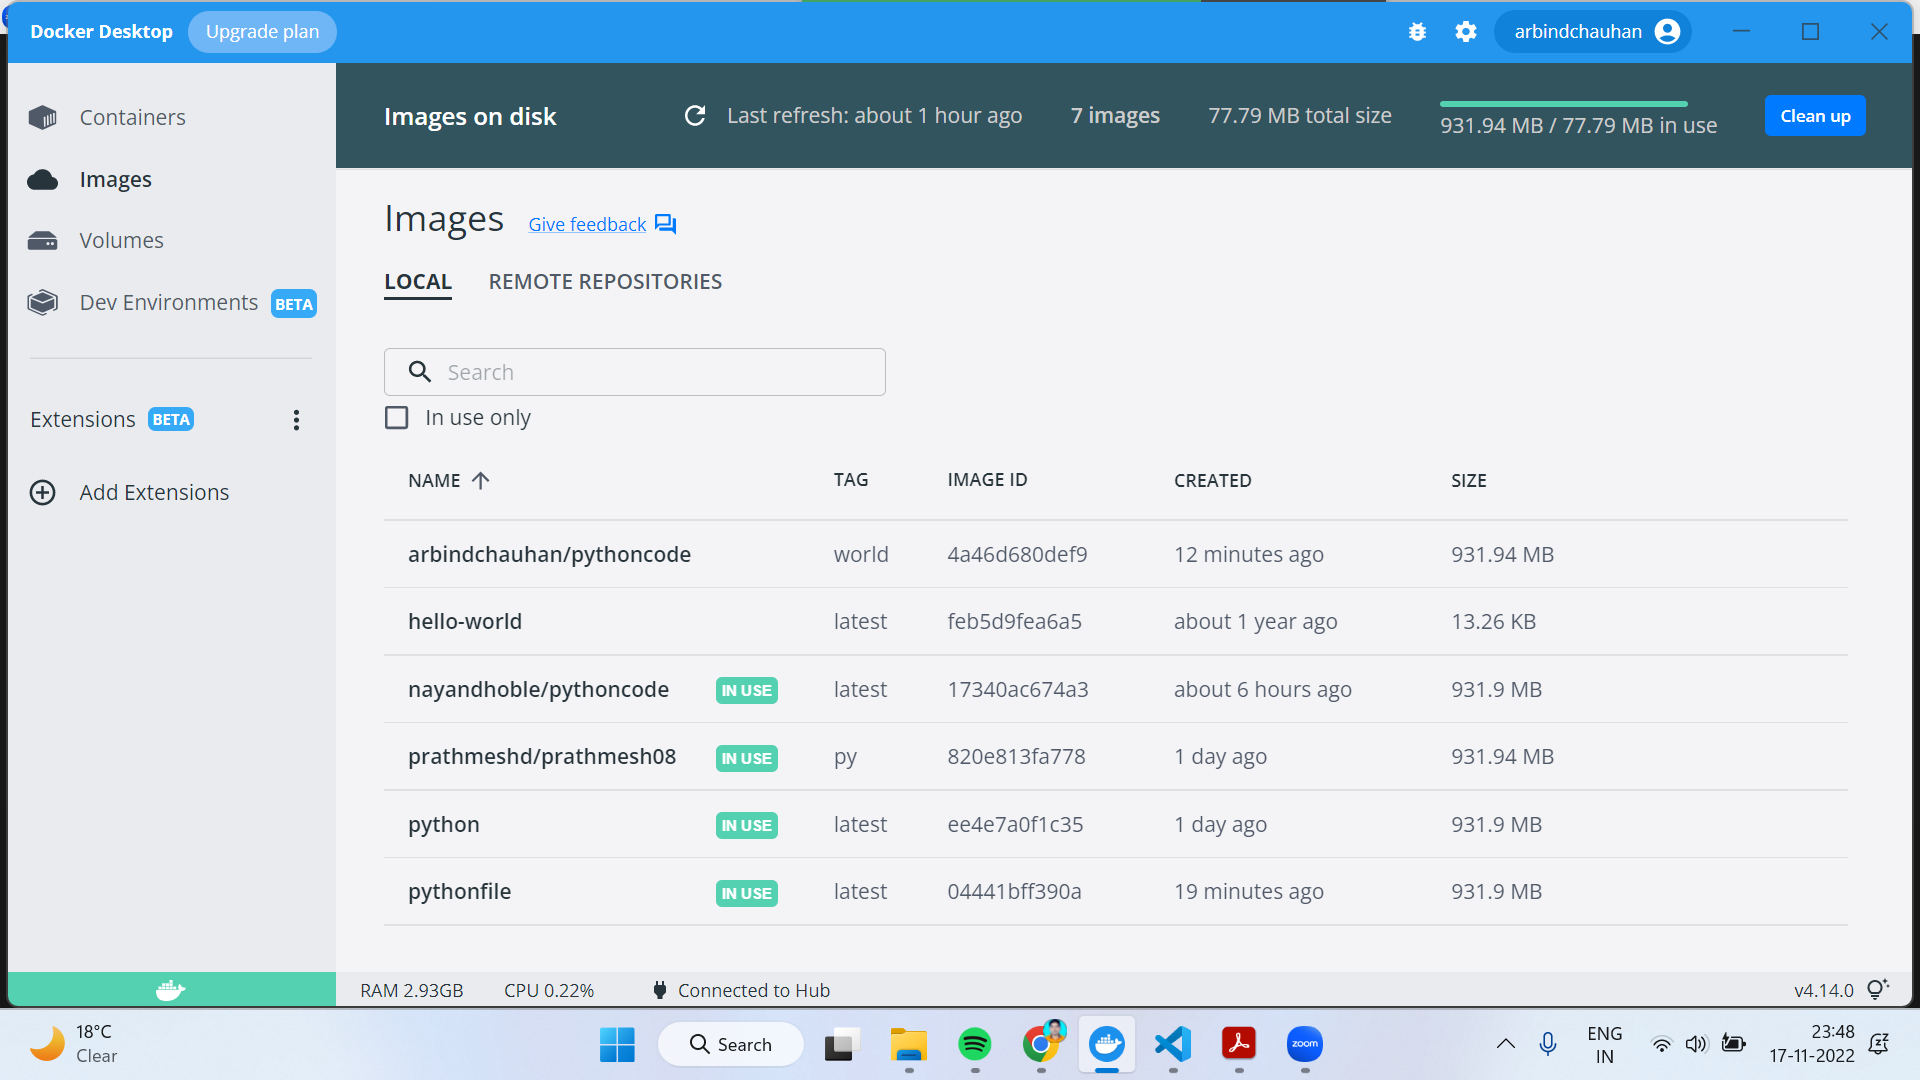 Docker Desktop Upgrade plan arbindchauhan
Containers
Images
Volumes
Dev Environments BETA
Extensions BETA
Add Extensions
Images on disk Last refresh: about 1 hour ago 7 images 77.79 MB total size 931.94 MB / 77.79 MB in use Clean up
Images Give feedback
LOCAL REMOTE REPOSITORIES
Search
In use only
NAME TAG IMAGE ID CREATED SIZE
arbindchauhan/pythoncode world 4a46d680def9 12 minutes ago 931.94 MB
hello-world latest feb5d9fea6a5 about 1 year ago 13.26 KB
nayandhoble/pythoncode IN USE latest 17340ac674a3 about 6 hours ago 931.9 MB
prathmeshd/prathmesh08 IN USE py 820e813fa778 1 day ago 931.94 MB
python IN USE latest ee4e7a0f1c35 1 day ago 931.9 MB
pythonfile IN USE latest 04441bff390a 19 minutes ago 931.9 MB
RAM 2.93GB CPU 0.22% Connected to Hub v4.14.0
18°C
Clear
Search
zoom
ENG
IN
23:48
17-11-2022